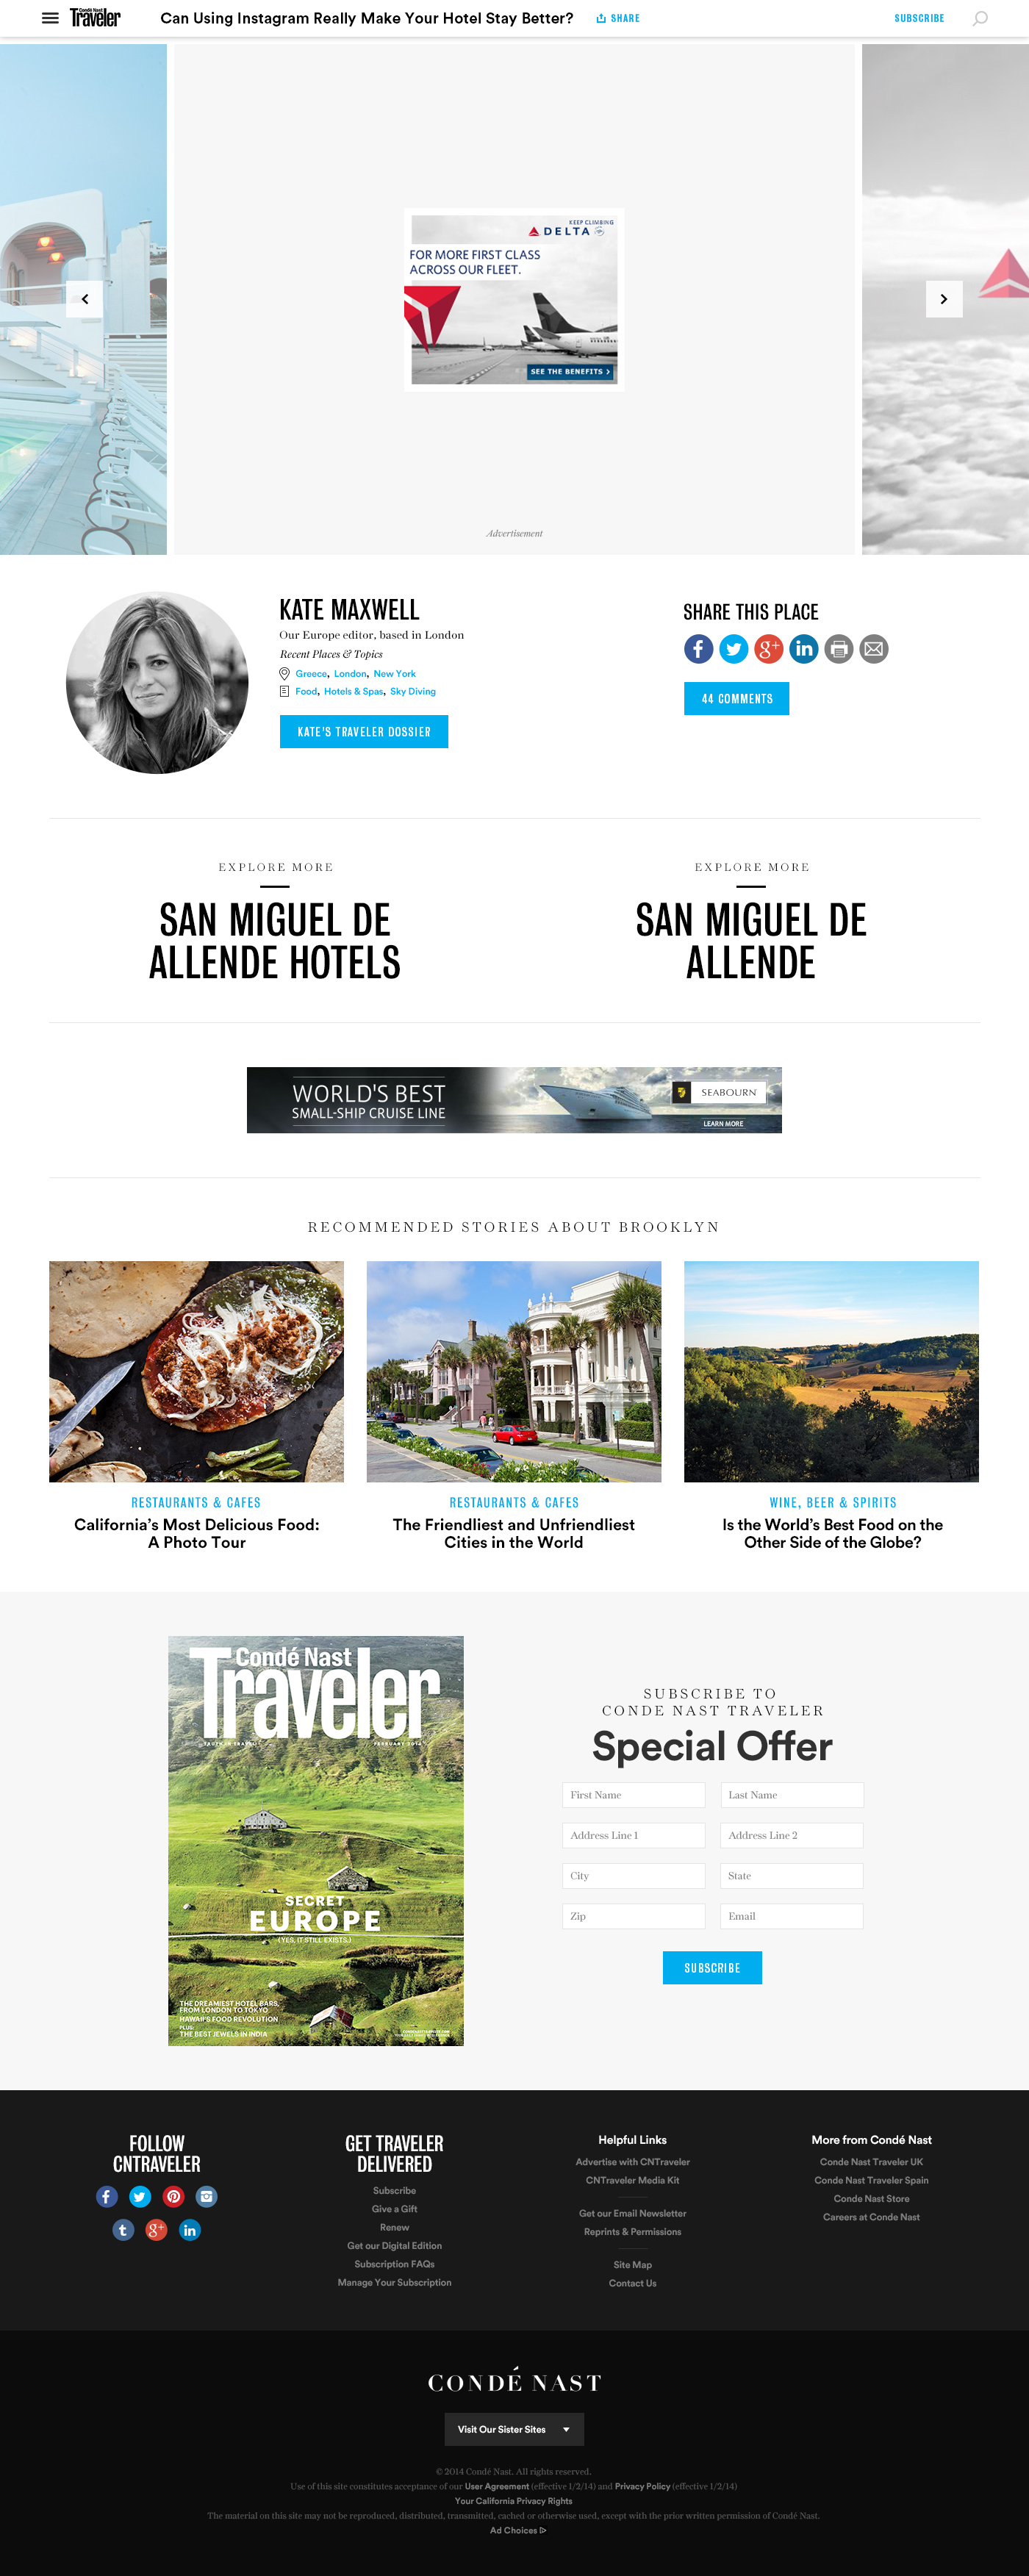 Condé Nast
Traveler
Can Using Instagram Really Make Your Hotel Stay Better?
SHARE
SUBSCRIBE
KEEP CLIMBING
DELTA
FOR MORE FIRST CLASS
ACROSS OUR FLEET.
SEE THE BENEFITS >
Advertisement
KATE MAXWELL
Our Europe editor, based in London
Recent Places & Topics
Greece, London, New York
Food, Hotels & Spas, Sky Diving
KATE'S TRAVELER DOSSIER
SHARE THIS PLACE
44 COMMENTS
EXPLORE MORE
SAN MIGUEL DE
ALLENDE HOTELS
EXPLORE MORE
SAN MIGUEL DE
ALLENDE
WORLD'S BEST
SMALL-SHIP CRUISE LINE
SEABOURN
LEARN MORE
RECOMMENDED STORIES ABOUT BROOKLYN
RESTAURANTS & CAFES
California's Most Delicious Food:
A Photo Tour
RESTAURANTS & CAFES
The Friendliest and Unfriendliest
Cities in the World
WINE, BEER & SPIRITS
Is the World's Best Food on the
Other Side of the Globe?
Condé Nast
Traveler
TRUTH IN TRAVEL
FEBRUARY 2014
SECRET
EUROPE
(YES, IT STILL EXISTS.)
THE DREAMIEST HOTEL BARS,
FROM LONDON TO TOKYO
HAWAII'S FOOD REVOLUTION
PLUS:
THE BEST JEWELS IN INDIA
SUBSCRIBE TO
CONDE NAST TRAVELER
Special Offer
First Name
Last Name
Address Line 1
Address Line 2
City
State
Zip
Email
SUBSCRIBE
FOLLOW
CNTRAVELER
GET TRAVELER
DELIVERED
Subscribe
Give a Gift
Renew
Get our Digital Edition
Subscription FAQs
Manage Your Subscription
Helpful Links
Advertise with CNTraveler
CNTraveler Media Kit
Get our Email Newsletter
Reprints & Permissions
Site Map
Contact Us
More from Condé Nast
Conde Nast Traveler UK
Conde Nast Traveler Spain
Conde Nast Store
Careers at Conde Nast
CONDÉ NAST
Visit Our Sister Sites
© 2014 Condé Nast. All rights reserved.
Use of this site constitutes acceptance of our User Agreement (effective 1/2/14) and Privacy Policy (effective 1/2/14)
Your California Privacy Rights
The material on this site may not be reproduced, distributed, transmitted, cached or otherwise used, except with the prior written permission of Condé Nast.
Ad Choices